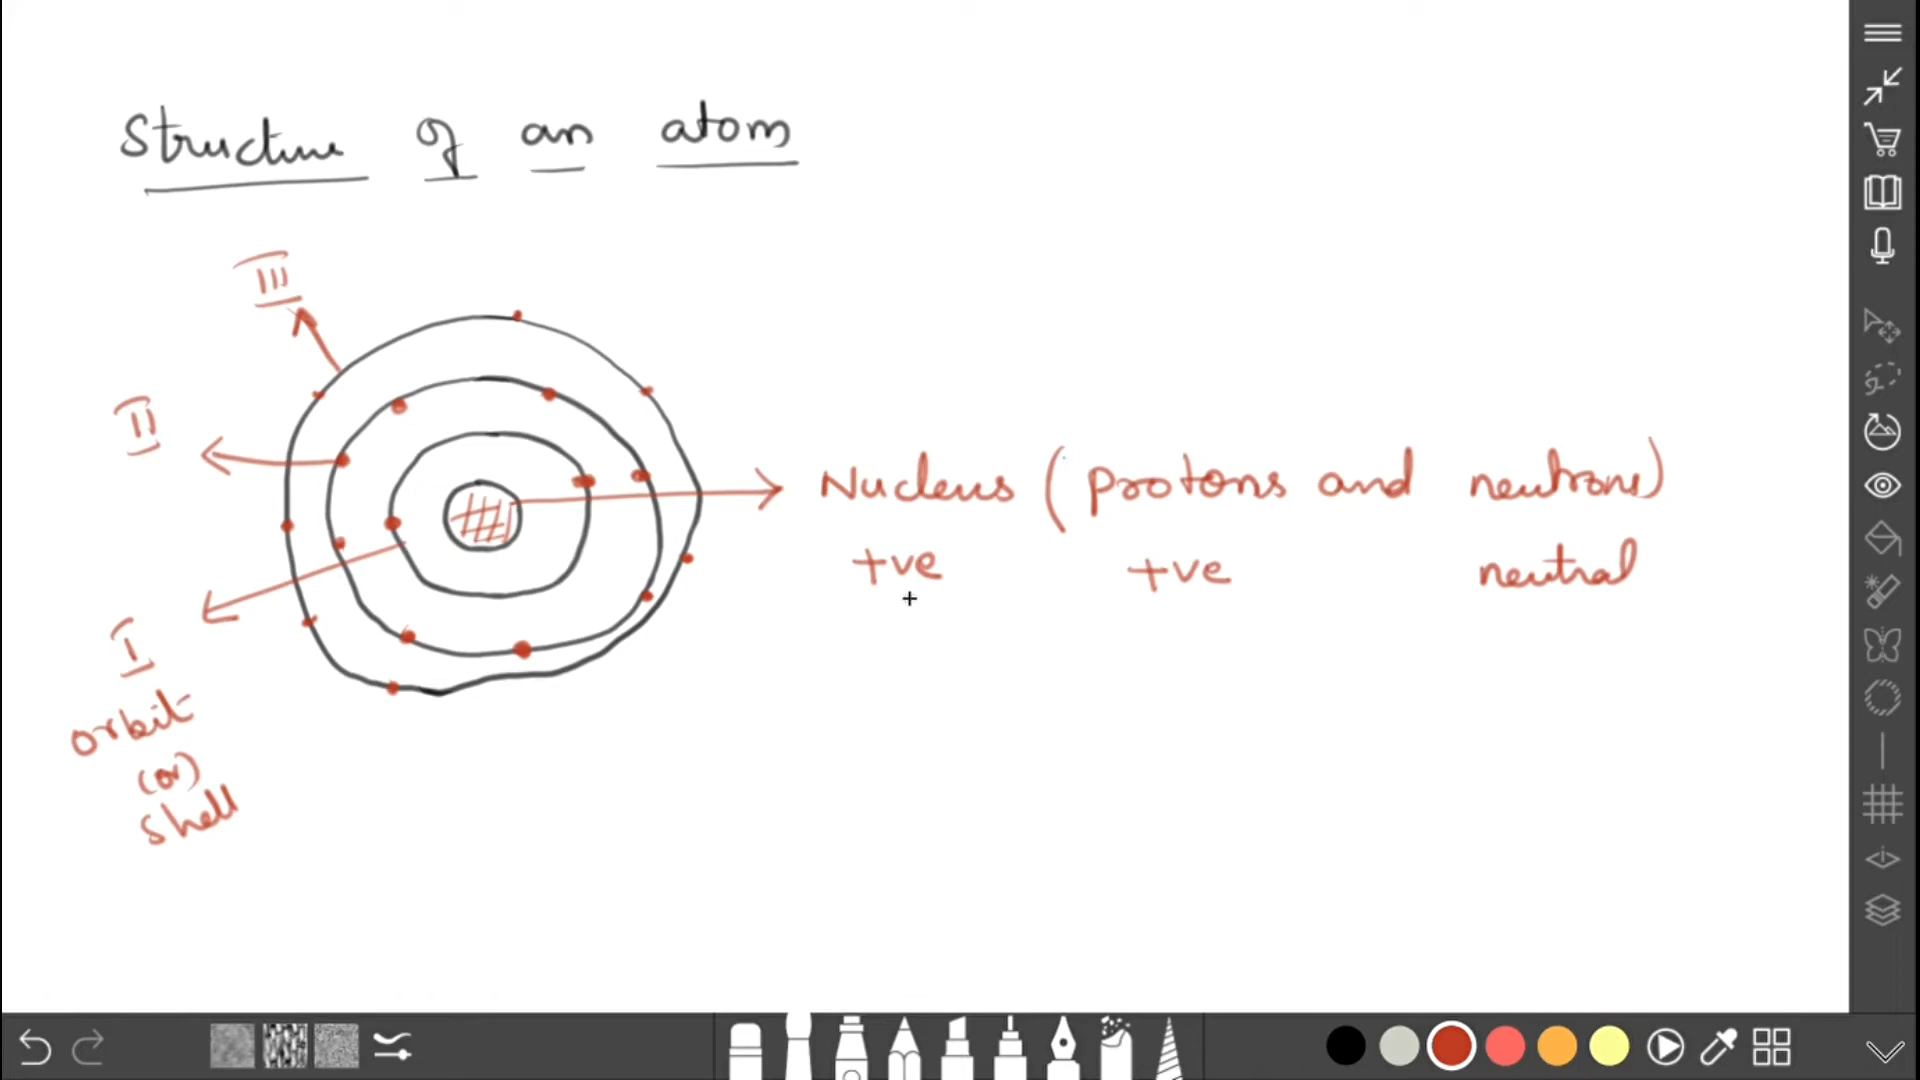 Structure of an atom
III
II
Nucleus (protons and neutrons)
+ve +ve neutral
I
orbit
(or)
shell